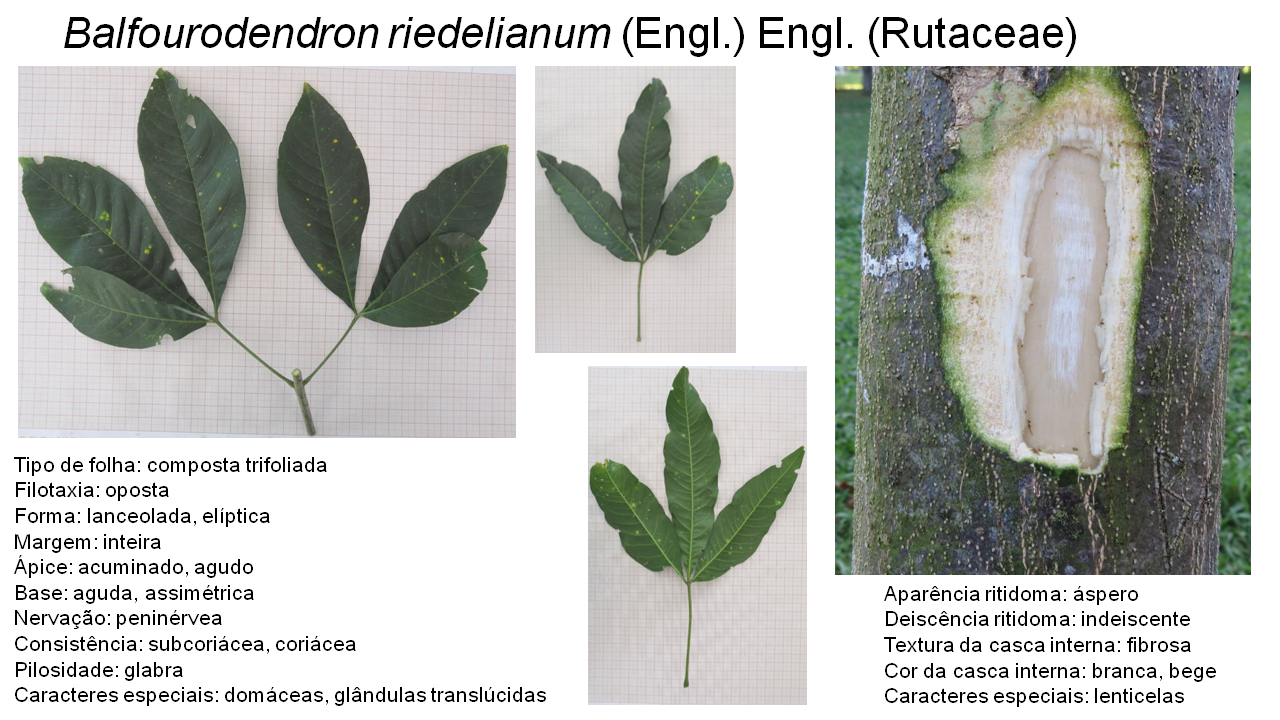 Balfourodendron riedelianum (Engl.) Engl. (Rutaceae)
Tipo de folha: composta trifoliada
Filotaxia: oposta
Forma: lanceolada, elíptica
Margem: inteira
Ápice: acuminado, agudo
Base: aguda, assimétrica
Nervação: peninérvea
Consistência: subcoriácea, coriácea
Pilosidade: glabra
Caracteres especiais: domáceas, glândulas translúcidas
Aparência ritidoma: áspero
Deiscência ritidoma: indeiscente
Textura da casca interna: fibrosa
Cor da casca interna: branca, bege
Caracteres especiais: lenticelas